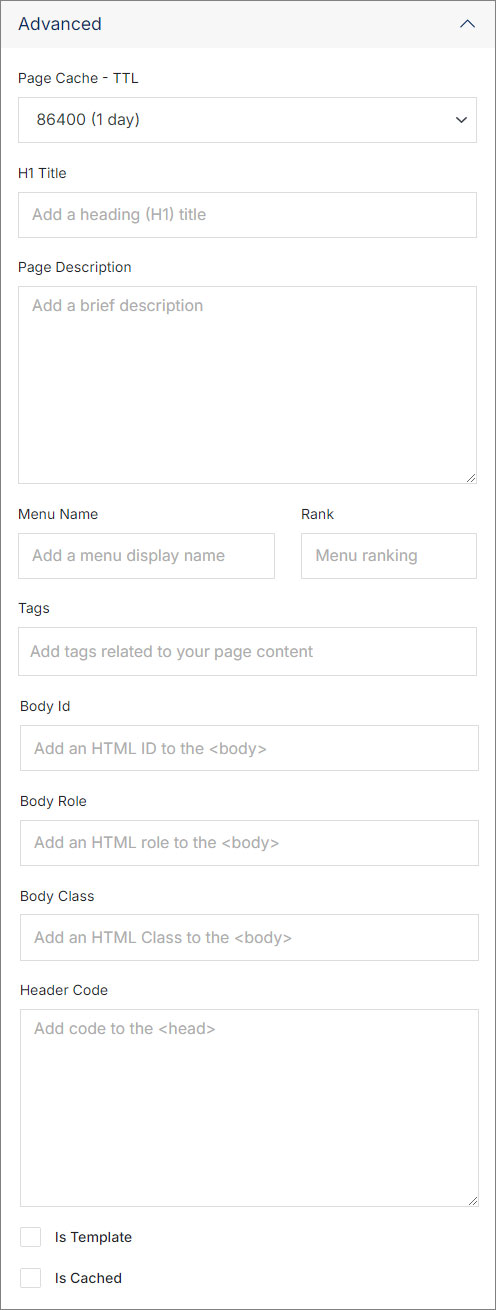 Advanced
Page Cache - TTL
86400 (1 day)
H1 Title
Add a heading (H1) title
Page Description
Add a brief description
Menu Name Rank
Add a menu display name Menu ranking
Tags
Add tags related to your page content
Body Id
Add an HTML ID to the <body>
Body Role
Add an HTML role to the <body>
Body Class
Add an HTML Class to the <body>
Header Code
Add code to the <head>
Is Template
Is Cached